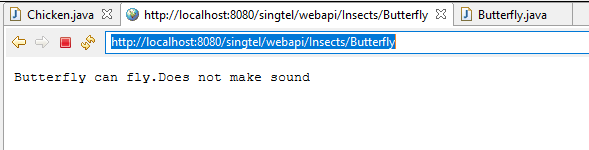 Chicken.java http://localhost:8080/singtel/webapi/Insects/Butterfly Butterfly.java
http://localhost:8080/singtel/webapi/Insects/Butterfly
Butterfly can fly.Does not make sound